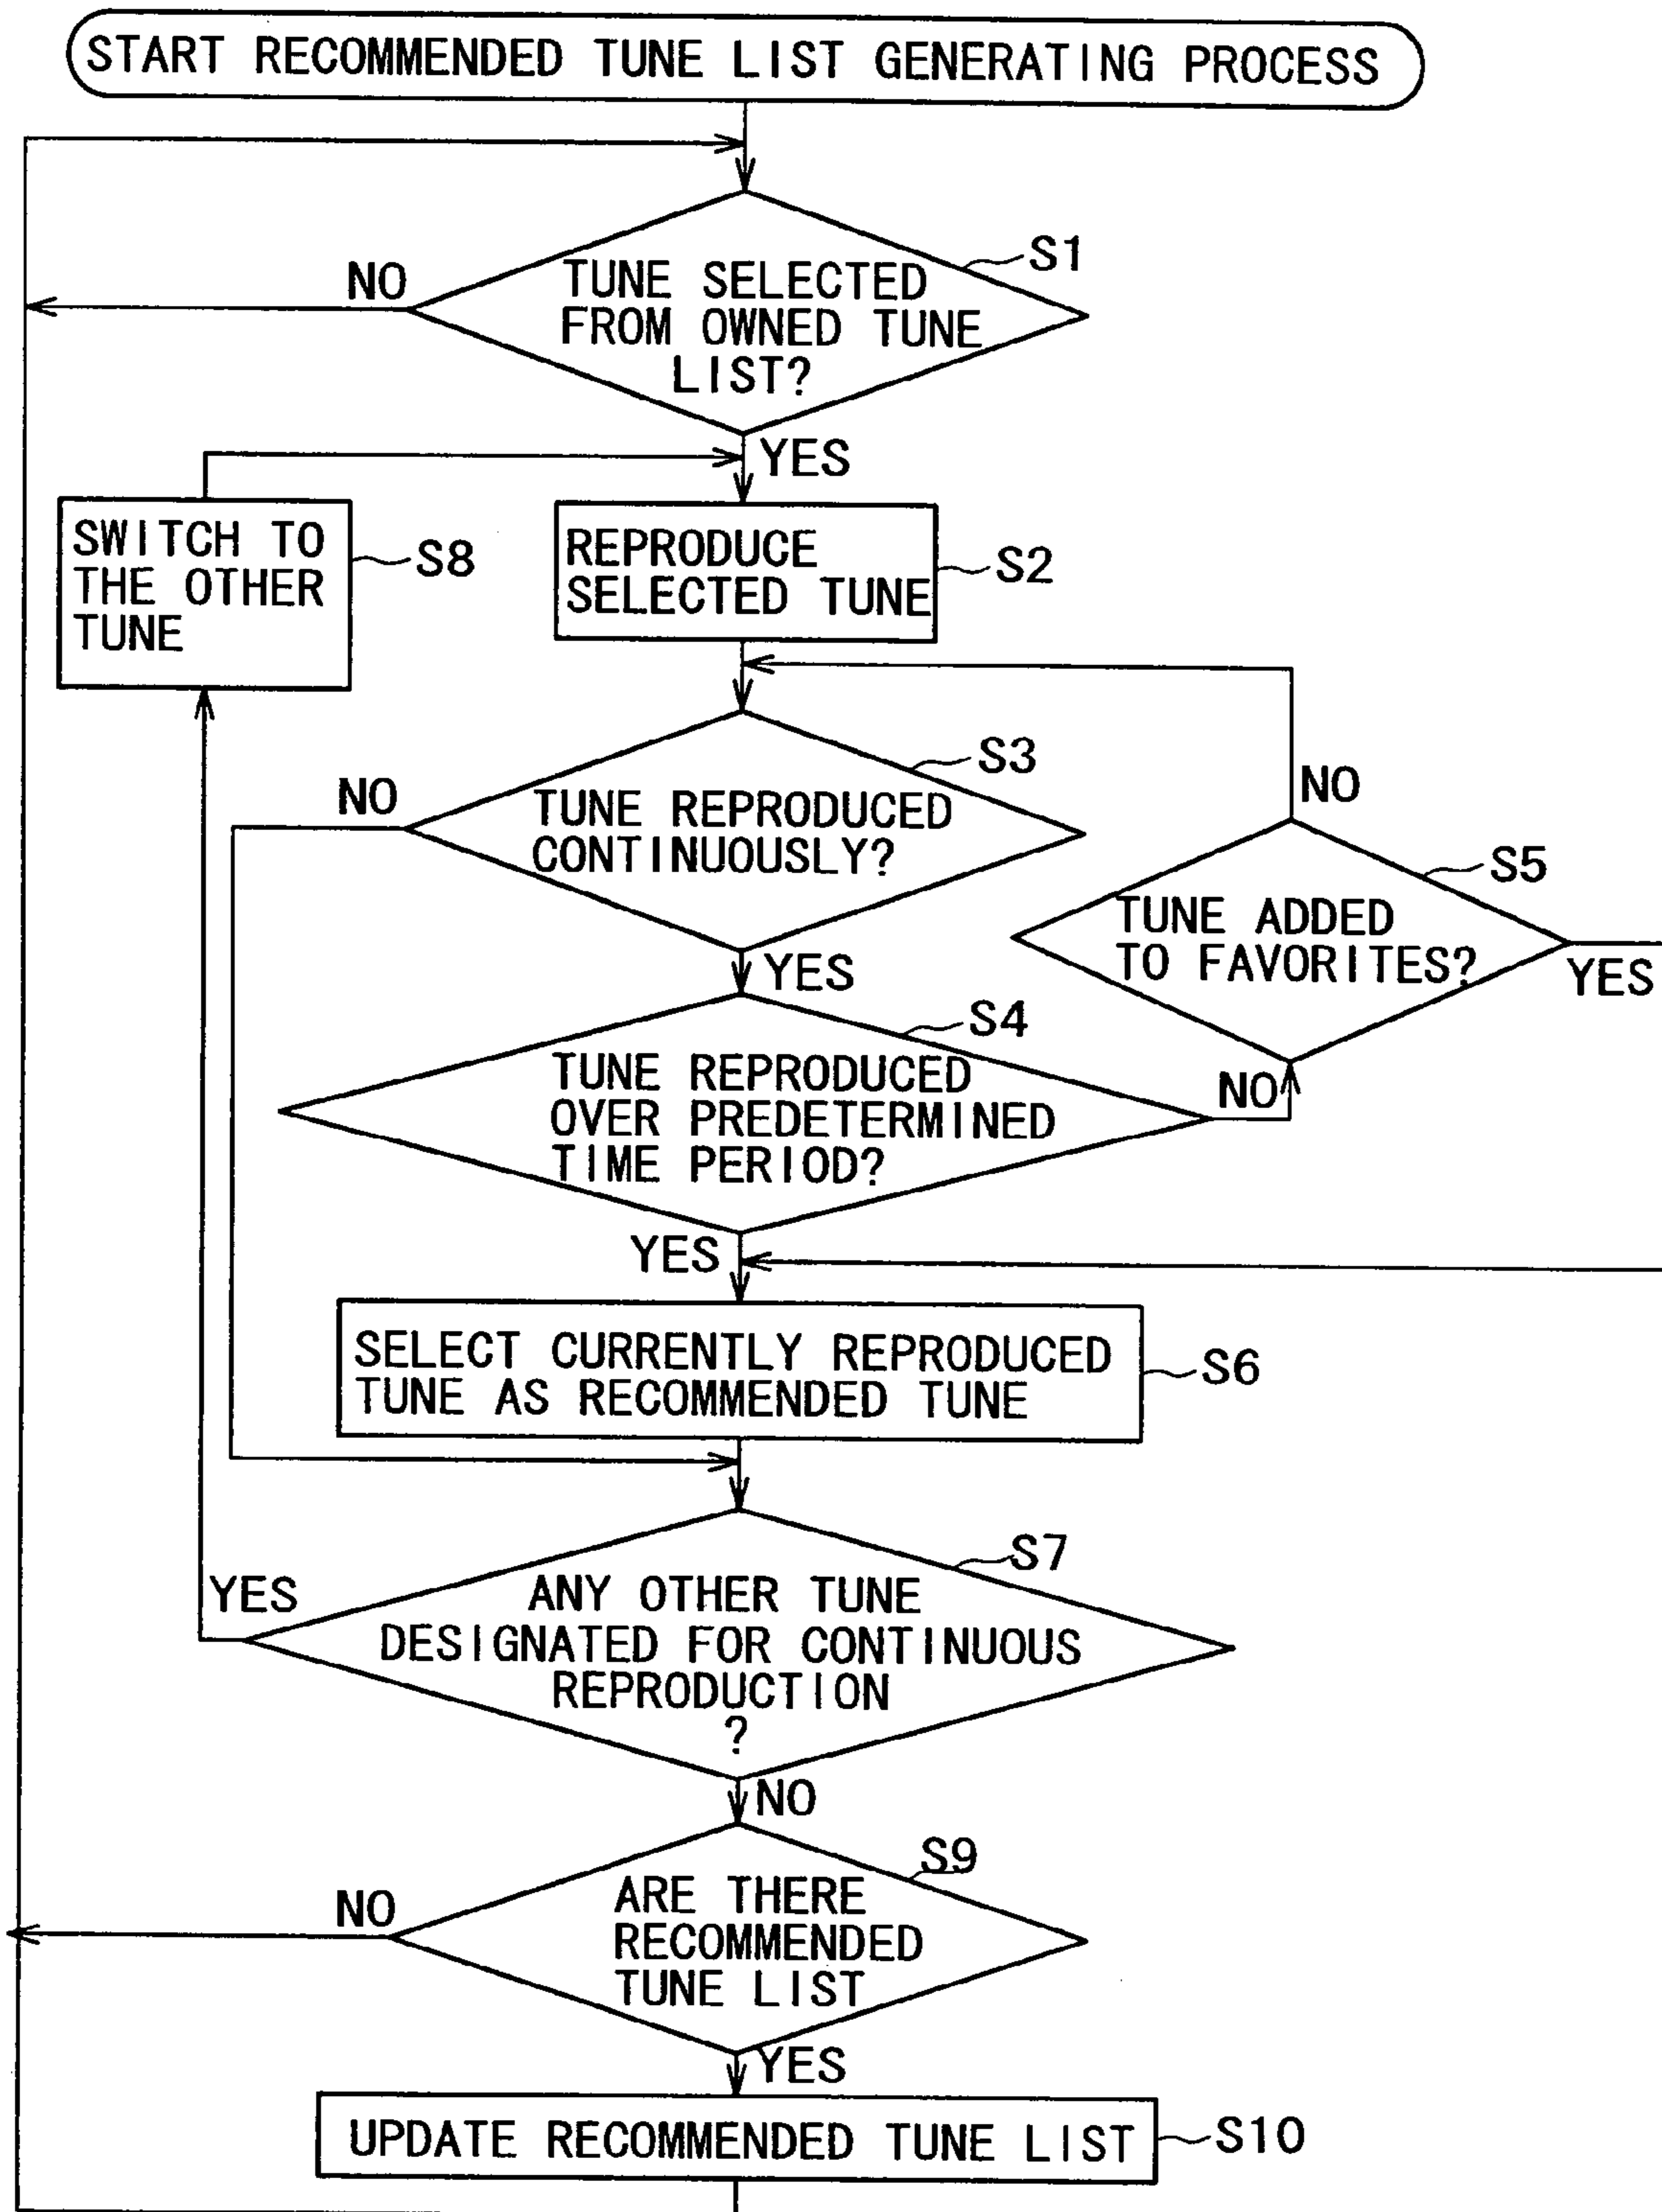 START RECOMMENDED TUNE LIST GENERATING PROCESS
S1
NO
TUNE SELECTED
FROM OWNED TUNE
LIST?
YES
SWITCH TO
THE OTHER
TUNE
S8
REPRODUCE
SELECTED TUNE
S2
S3
NO
TUNE REPRODUCED
CONTINUOUSLY?
NO
S5
TUNE ADDED
TO FAVORITES?
YES
YES
S4
TUNE REPRODUCED
OVER PREDETERMINED
TIME PERIOD?
NO
YES
SELECT CURRENTLY REPRODUCED
TUNE AS RECOMMENDED TUNE
S6
S7
YES
ANY OTHER TUNE
DESIGNATED FOR CONTINUOUS
REPRODUCTION
?
NO
S9
NO
ARE THERE
RECOMMENDED
TUNE LIST
YES
UPDATE RECOMMENDED TUNE LIST
S10